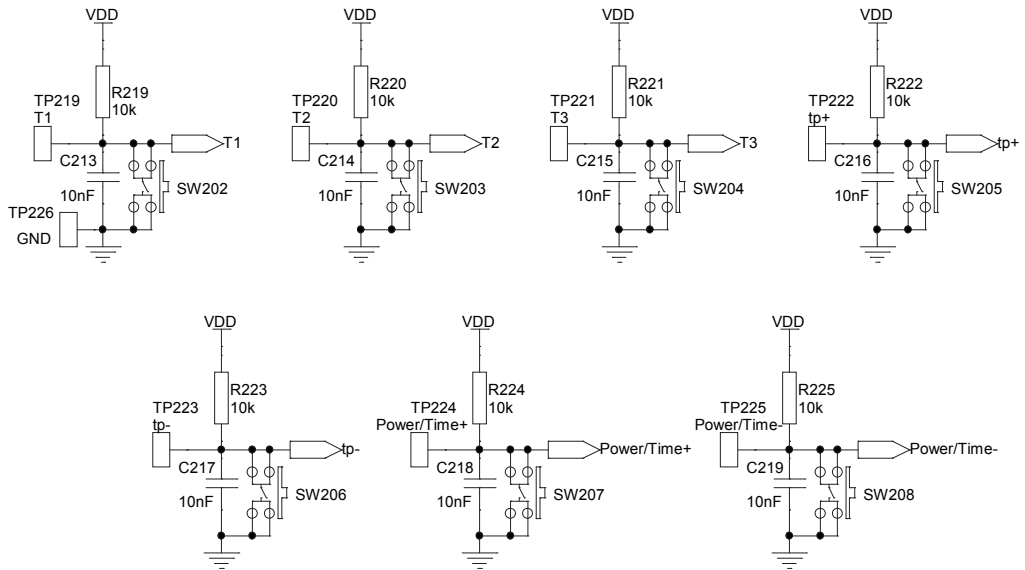 VDD
R219
10k
TP219
T1
T1
C213
10nF
SW202
TP226
GND
VDD
R220
10k
TP220
T2
T2
C214
10nF
SW203
VDD
R221
10k
TP221
T3
T3
C215
10nF
SW204
VDD
R222
10k
TP222
tp+
tp+
C216
10nF
SW205
VDD
R223
10k
TP223
tp-
tp-
C217
10nF
SW206
VDD
R224
10k
TP224
Power/Time+
Power/Time+
C218
10nF
SW207
VDD
R225
10k
TP225
Power/Time-
Power/Time-
C219
10nF
SW208